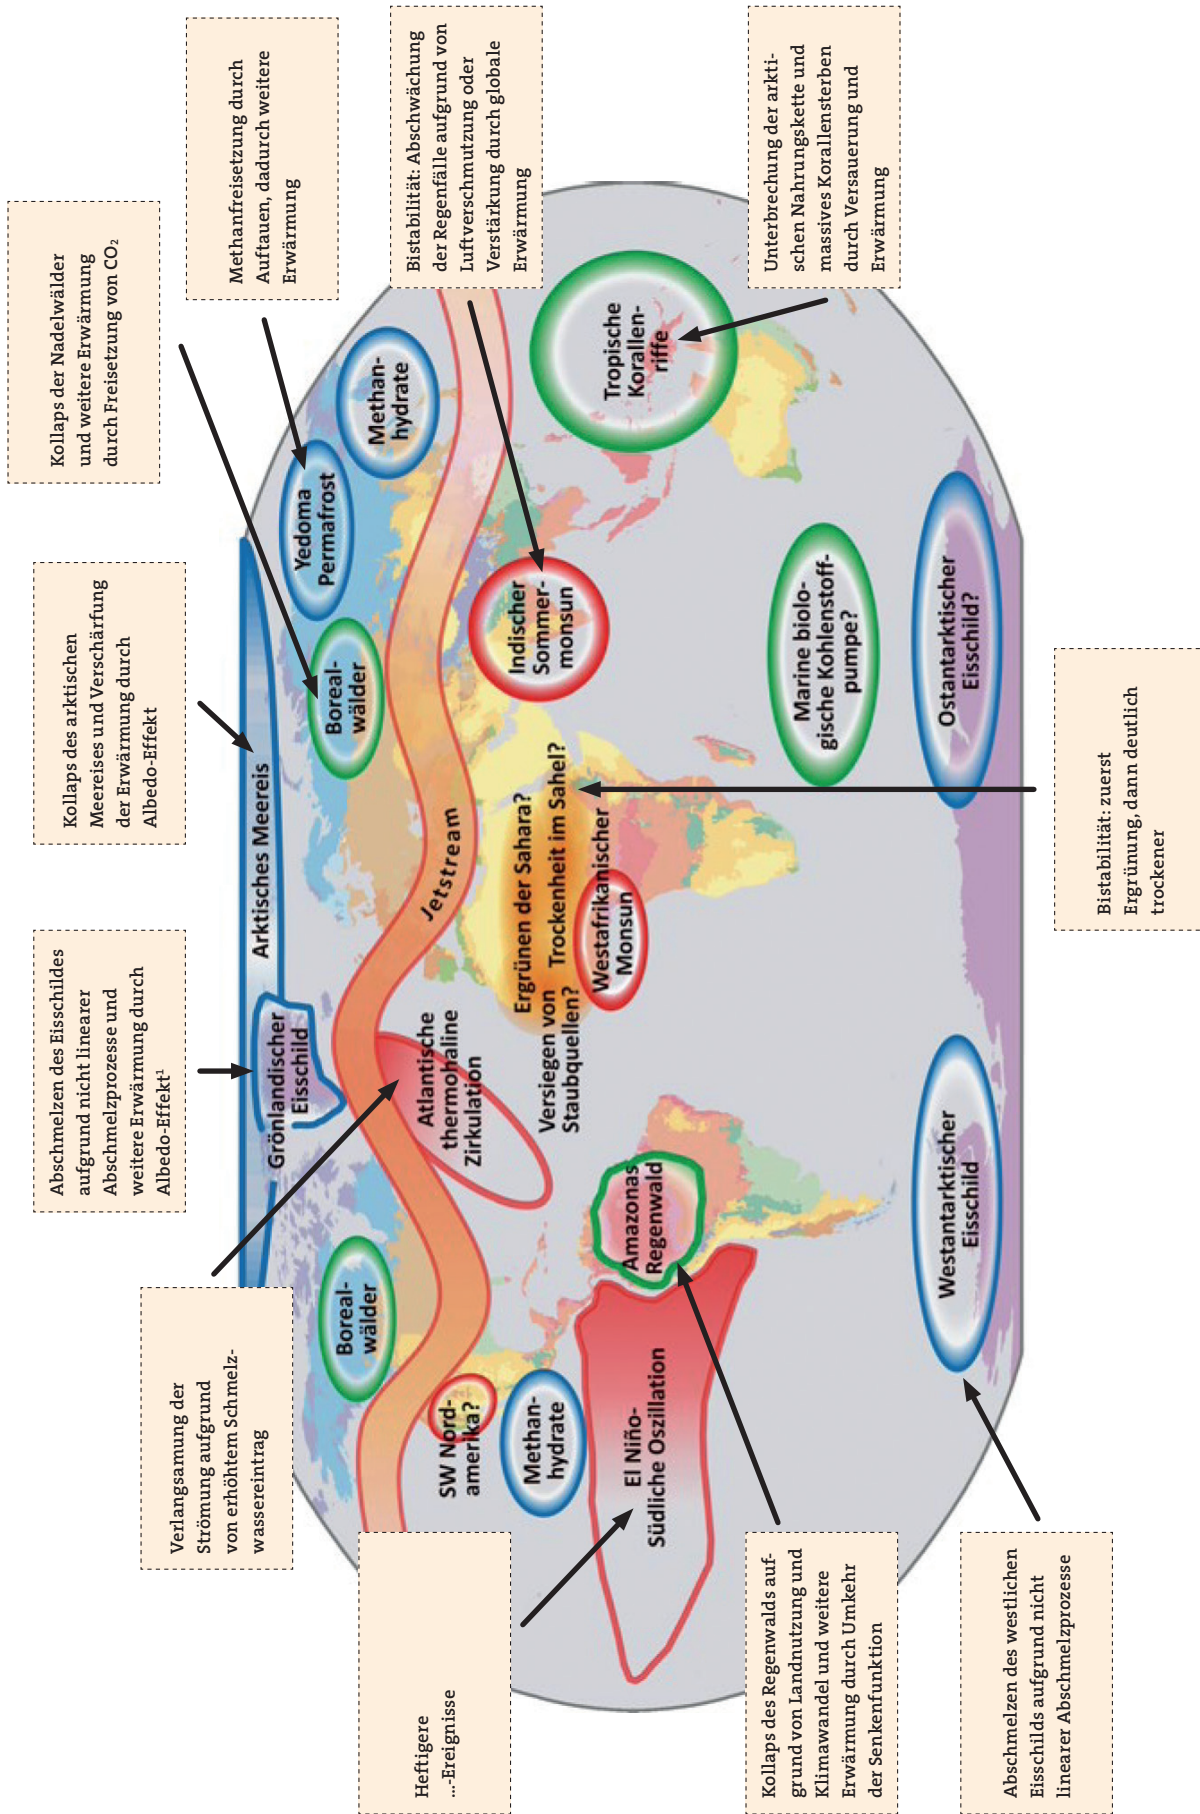 Verlangsamung der
Strömung aufgrund
von erhöhtem Schmelz-
wassereintrag
Abschmelzen des Eisschildes
aufgrund nicht linearer
Abschmelzprozesse und
weitere Erwärmung durch
Albedo-Effekt¹
Kollaps des arktischen
Meereises und Verschärfung
der Erwärmung durch
Albedo-Effekt
Kollaps der Nadelwälder
und weitere Erwärmung
durch Freisetzung von CO₂
Methanfreisetzung durch
Auftauen, dadurch weitere
Erwärmung
Heftigere
...-Ereignisse
Bistabilität: Abschwächung
der Regenfälle aufgrund von
Luftverschmutzung oder
Verstärkung durch globale
Erwärmung
Arktisches Meereis
Grönlandischer
Eisschild
Yedoma
Permafrost
Boreal-
wälder
Boreal-
wälder
Methan-
hydrate
Jetstream
Atlantische
thermohaline
Zirkulation
SW Nord-
amerika?
Methan-
hydrate
Indischer
Sommer-
monsun
Ergrünen der Sahara?
Trockenheit im Sahel?
Versiegen von
Staubquellen?
Westafrikanischer
Monsun
Tropische
Korallen-
riffe
El Niño-
Südliche Oszillation
Amazonas
Regenwald
Marine biolo-
gische Kohlenstoff-
pumpe?
Westantarktischer
Eisschild
Ostantarktischer
Eisschild?
Kollaps des Regenwalds auf-
grund von Landnutzung und
Klimawandel und weitere
Erwärmung durch Umkehr
der Senkenfunktion
Unterbrechung der arkti-
schen Nahrungskette und
massives Korallensterben
durch Versauerung und
Erwärmung
Abschmelzen des westlichen
Eisschilds aufgrund nicht
linearer Abschmelzprozesse
Bistabilität: zuerst
Ergrünung, dann deutlich
trockener